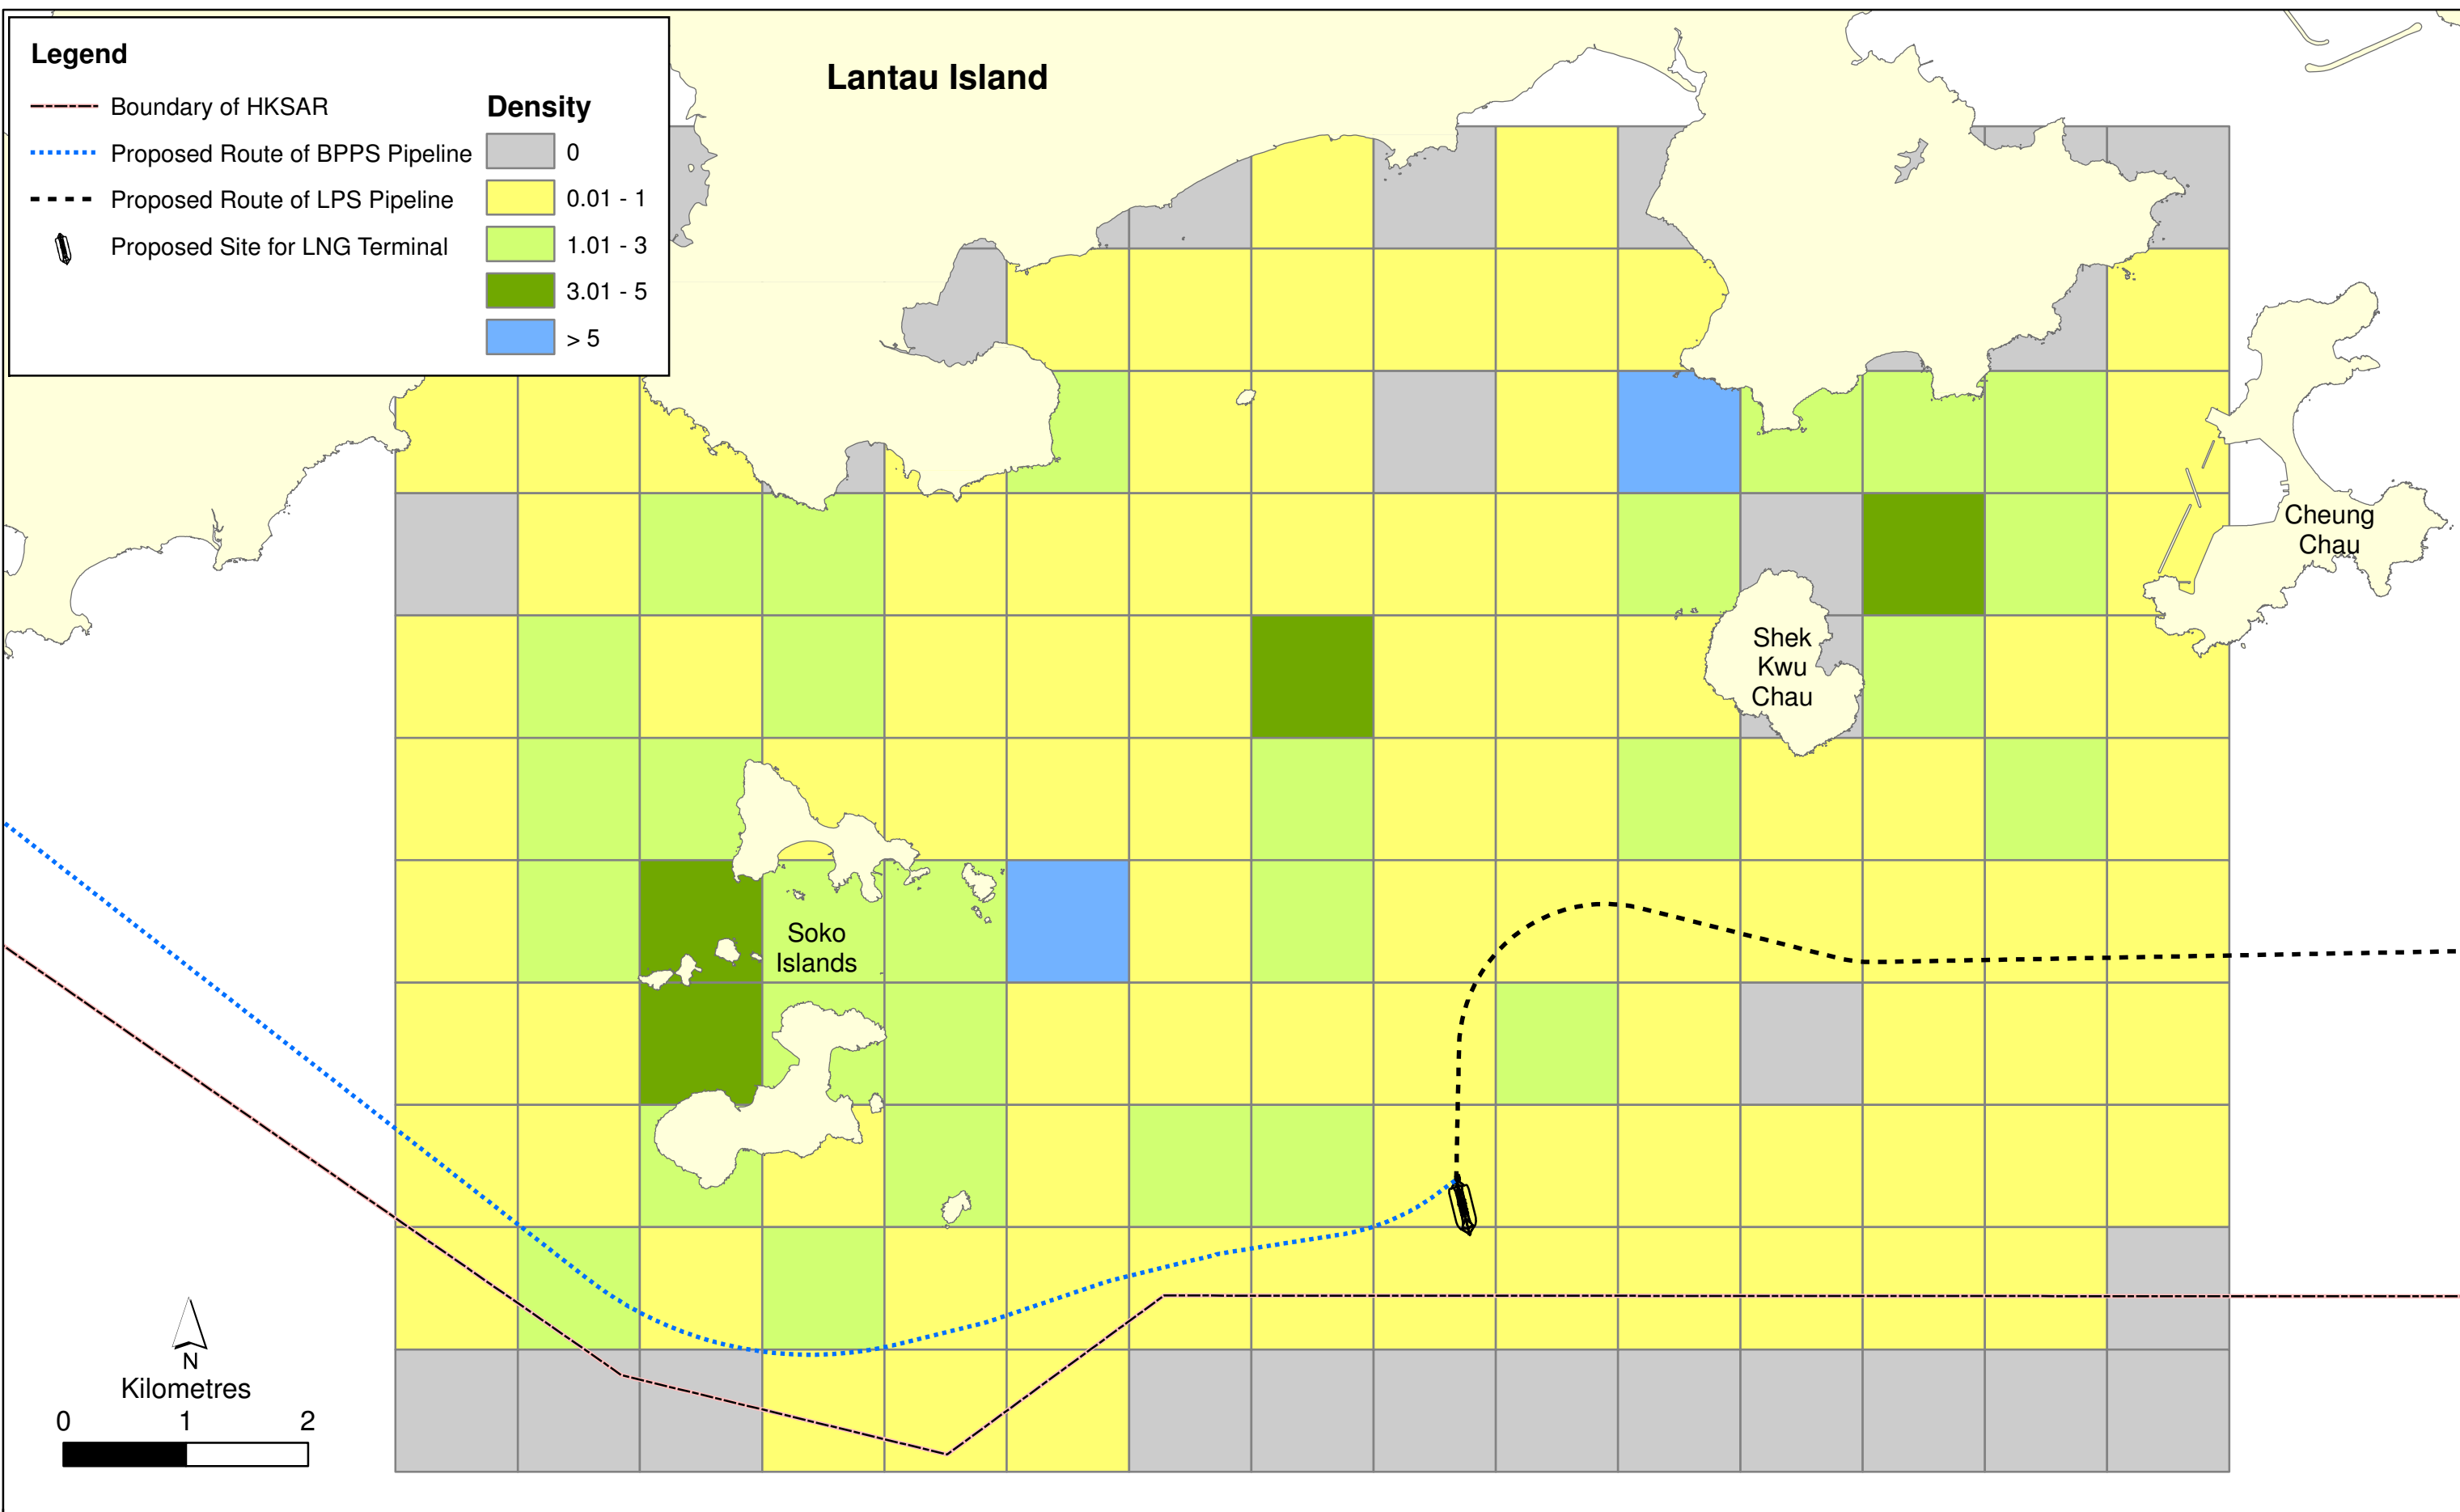 Legend
Boundary of HKSAR
Proposed Route of BPPS Pipeline
Proposed Route of LPS Pipeline
Proposed Site for LNG Terminal
Density
0
0.01 - 1
1.01 - 3
3.01 - 5
> 5
Lantau Island
Cheung
Chau
Shek
Kwu
Chau
Soko
Islands
N
Kilometres
0 1 2